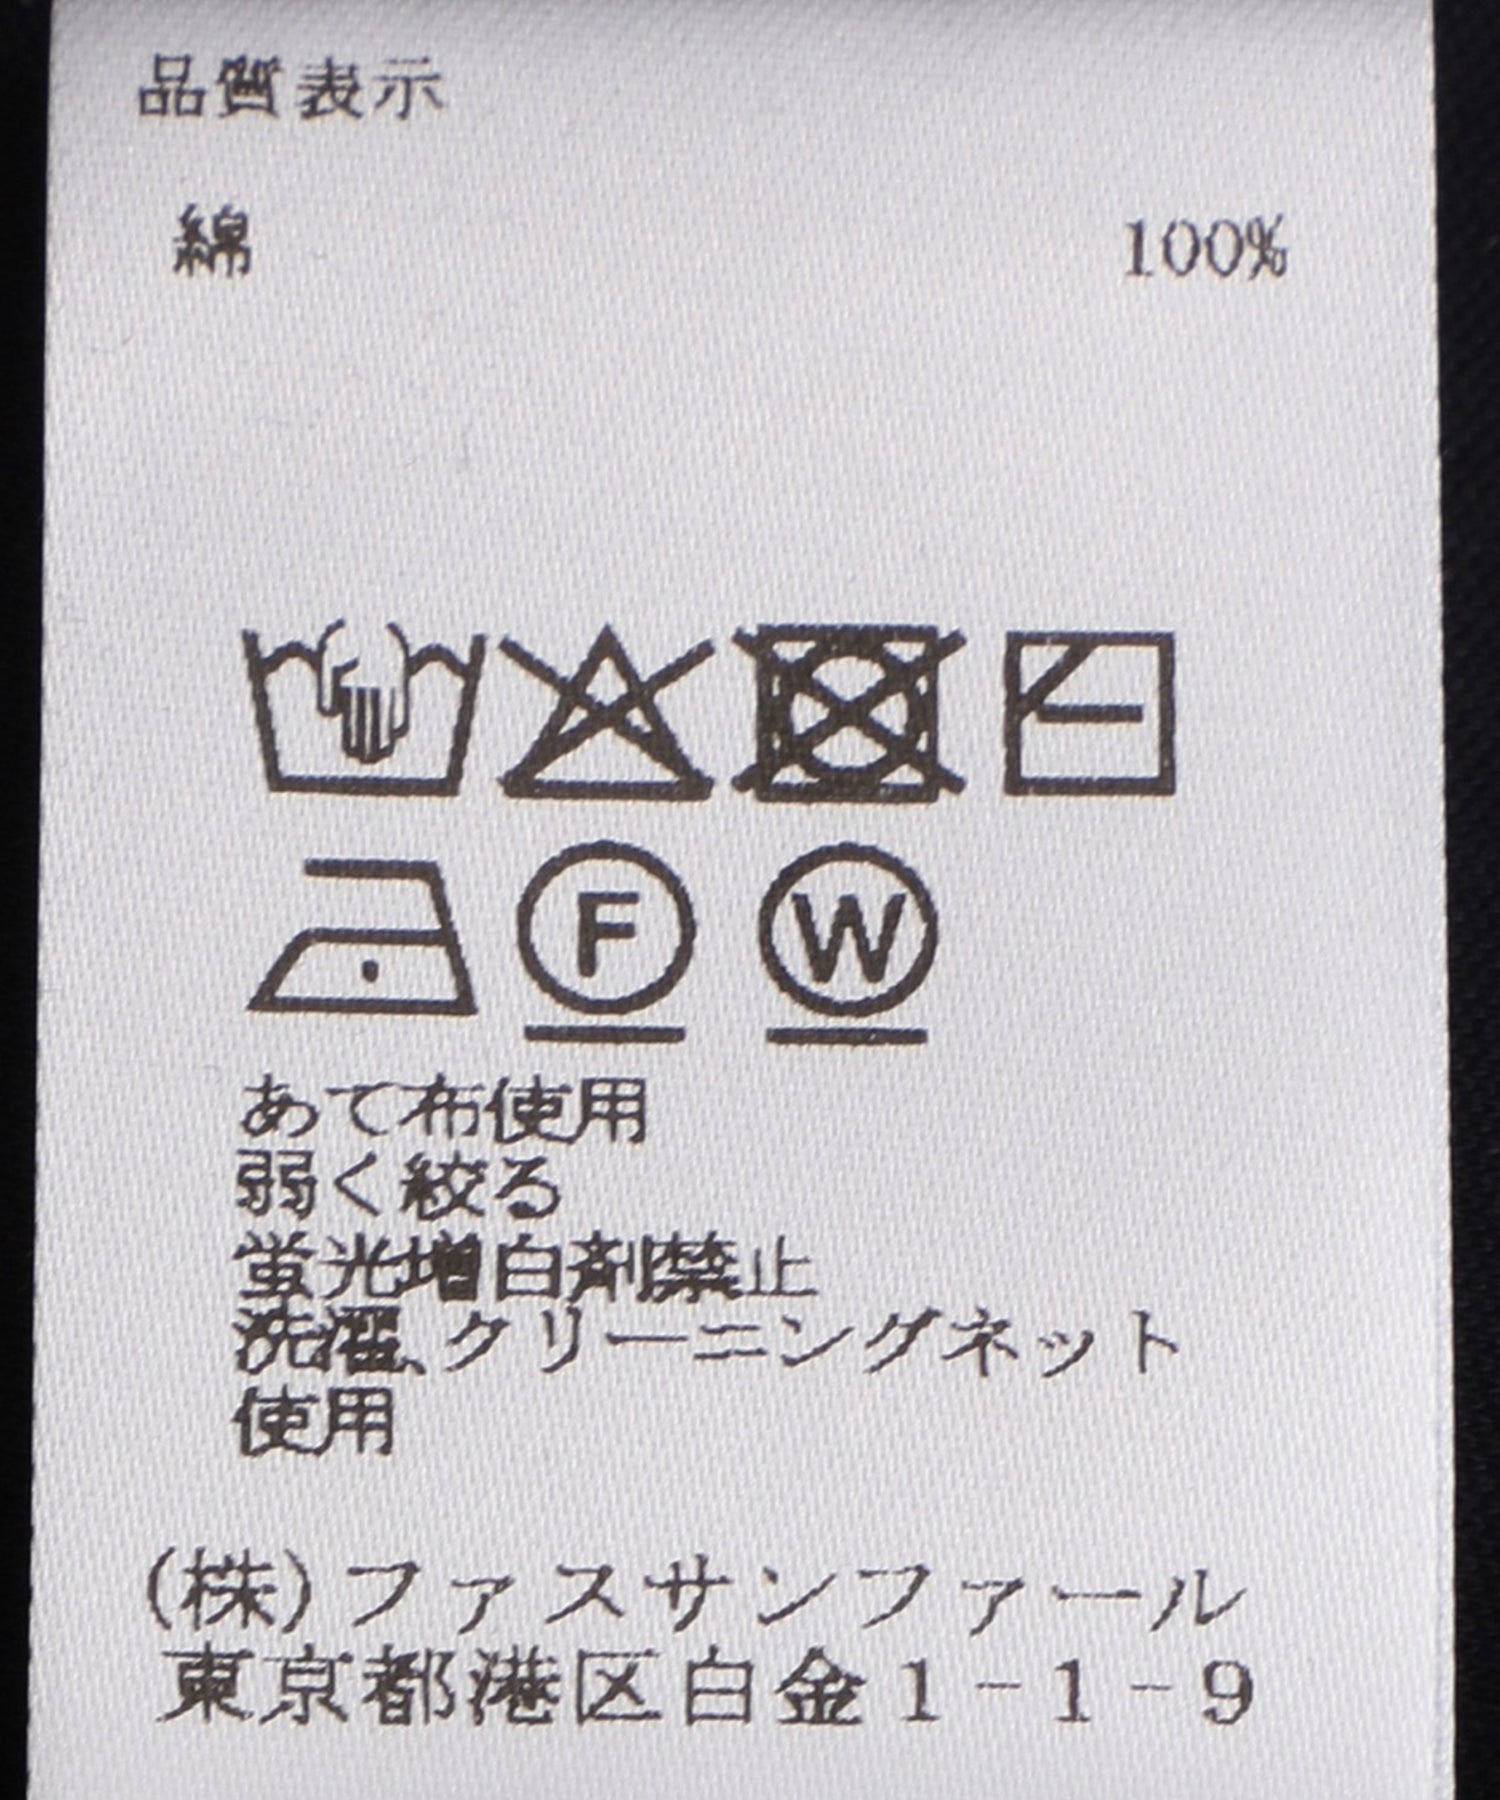 品質表示
綿 100%
F W
あて布使用
弱く絞る
蛍光増白剤禁止
洗濯、クリーニングネット
使用
(株)ファスサンファール
東京都港区白金1-1-9